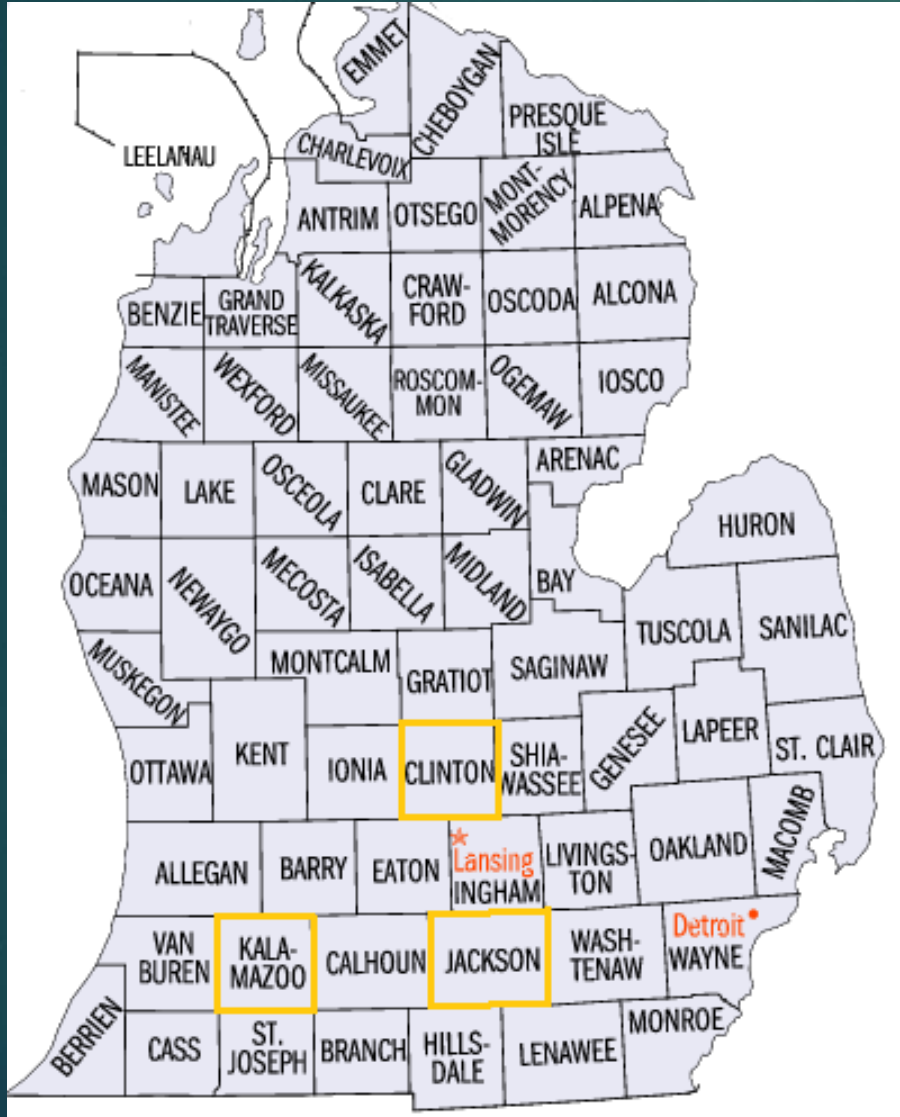 EMMET
CHEBOYGAN
PRESQUE
ISLE
LEELANAU
CHARLEVOIX
ANTRIM
OTSEGO
MONT-
MORENCY
ALPENA
BENZIE
GRAND
TRAVERSE
KALKASKA
CRAW-
FORD
OSCODA
ALCONA
MANISTEE
WEXFORD
MISSAUKEE
ROSCOM-
MON
OGEMAW
IOSCO
MASON
LAKE
OSCEOLA
CLARE
GLADWIN
ARENAC
HURON
OCEANA
NEWAYGO
MECOSTA
ISABELLA
MIDLAND
BAY
TUSCOLA
SANILAC
MUSKEGON
MONTCALM
GRATIOT
SAGINAW
OTTAWA
KENT
IONIA
CLINTON
SHIA-
WASSEE
GENESEE
LAPEER
ST. CLAIR
ALLEGAN
BARRY
EATON
Lansing
INGHAM
LIVINGS-
TON
OAKLAND
MACOMB
VAN
BUREN
KALA-
MAZOO
CALHOUN
JACKSON
WASH-
TENAW
Detroit
WAYNE
BERRIEN
CASS
ST.
JOSEPH
BRANCH
HILLS-
DALE
LENAWEE
MONROE